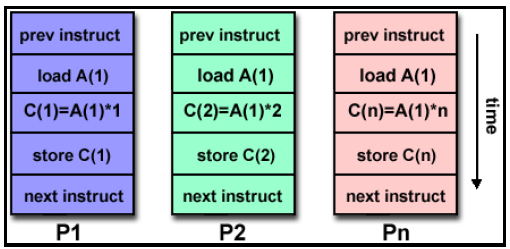 prev instruct
load A(1)
C(1)=A(1)*1
store C(1)
next instruct
P1
prev instruct
load A(1)
C(2)=A(1)*2
store C(2)
next instruct
P2
prev instruct
load A(1)
C(n)=A(1)*n
store C(n)
next instruct
Pn
time